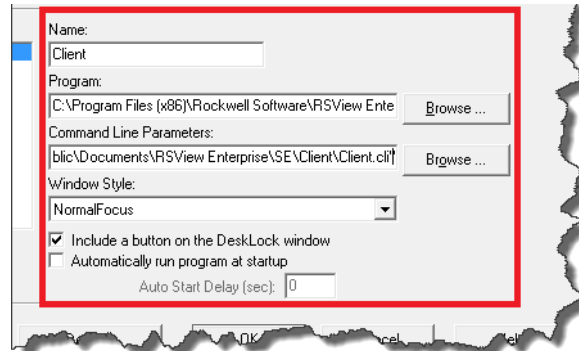 Name:
Client
Program:
C:\Program Files (x86)\Rockwell Software\RSView Ente
Browse ...
Command Line Parameters:
blic\Documents\RSView Enterprise\SE\Client\Client.cli"
Browse ...
Window Style:
NormalFocus
Include a button on the DeskLock window
Automatically run program at startup
Auto Start Delay (sec): 0
OK